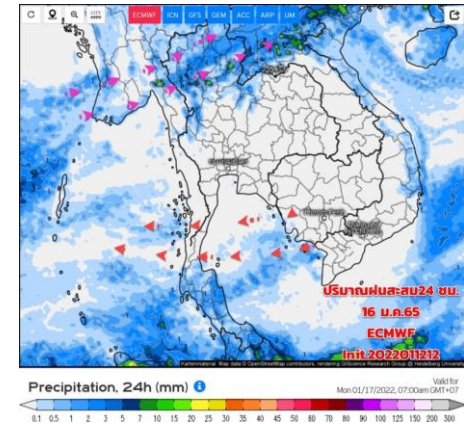 CITY
ECMWF ICN GFS GEM ACC ARP UM
Phnom Penh
ปริมาณฝนสะสม24 ชม.
16 ม.ค.65
ECMWF
Init.2022011212
Precipitation, 24h (mm)
Valid for
Mon 01/17/2022, 07:00am GMT+07
0.1 0.5 1 2 3 5 7 10 15 20 25 30 35 40 45 50 60 70 80 90 100 125 150 200 300